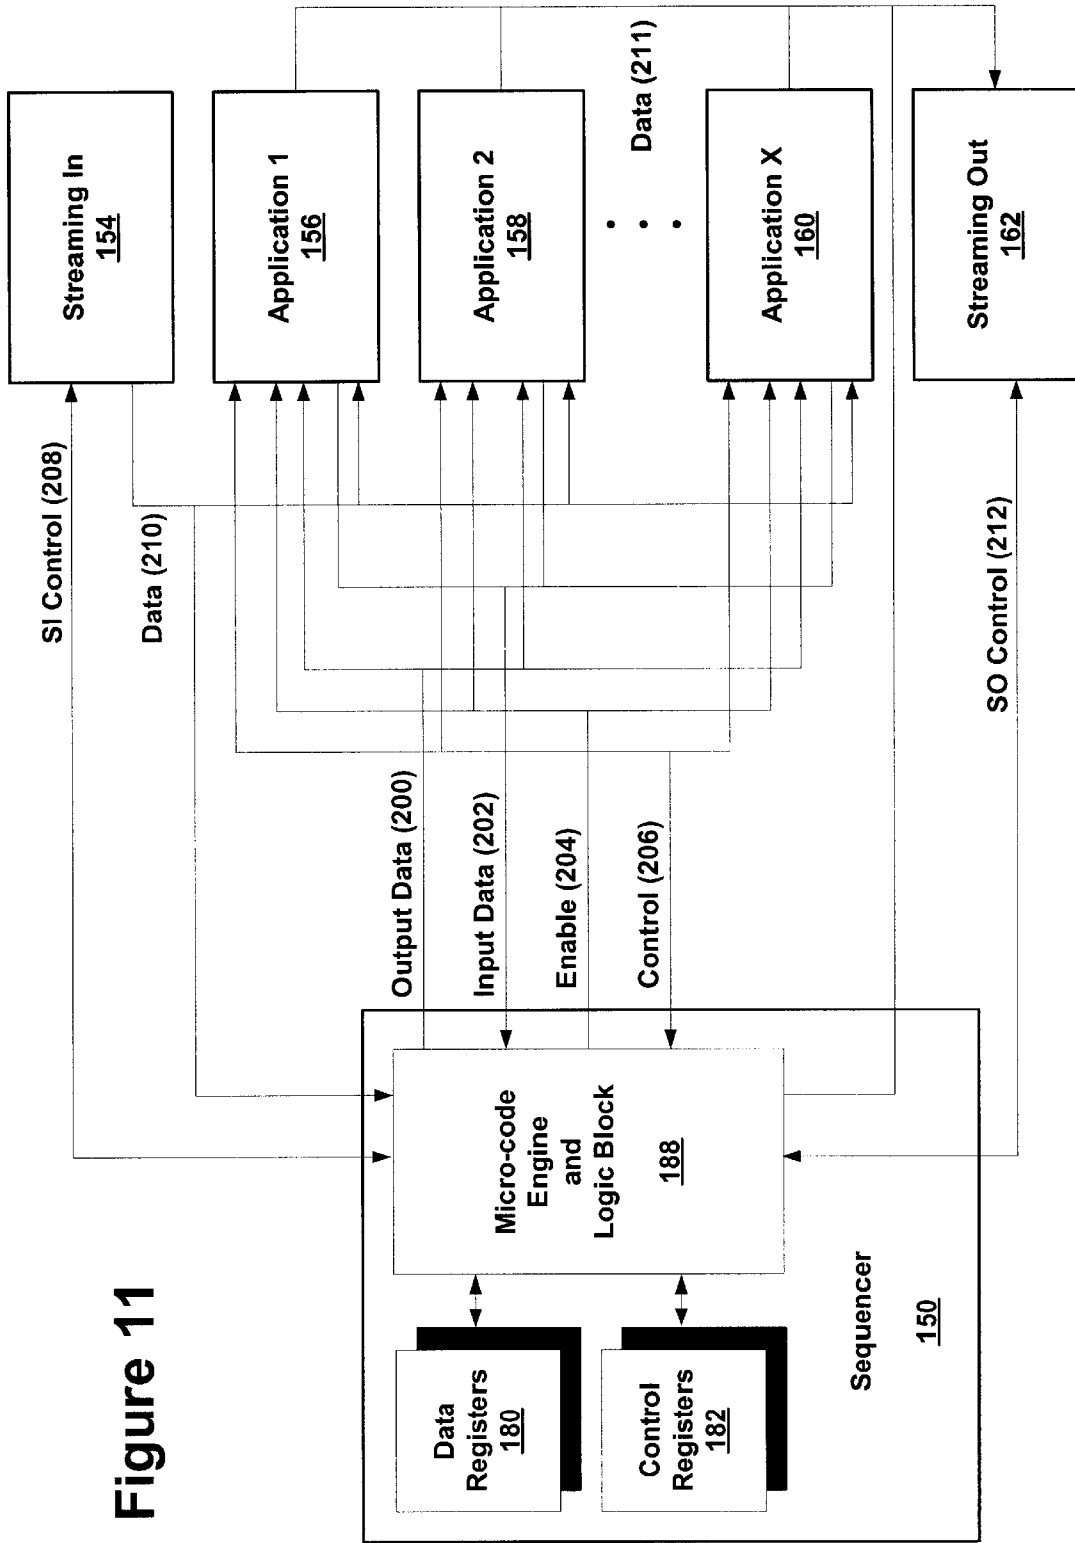 Figure 11
Data
Registers
180
Control
Registers
182
Micro-code
Engine
and
Logic Block
188
Sequencer
150
SI Control (208)
Data (210)
Output Data (200)
Input Data (202)
Enable (204)
Control (206)
SO Control (212)
Streaming In
154
Application 1
156
Application 2
158
Data (211)
Application X
160
Streaming Out
162